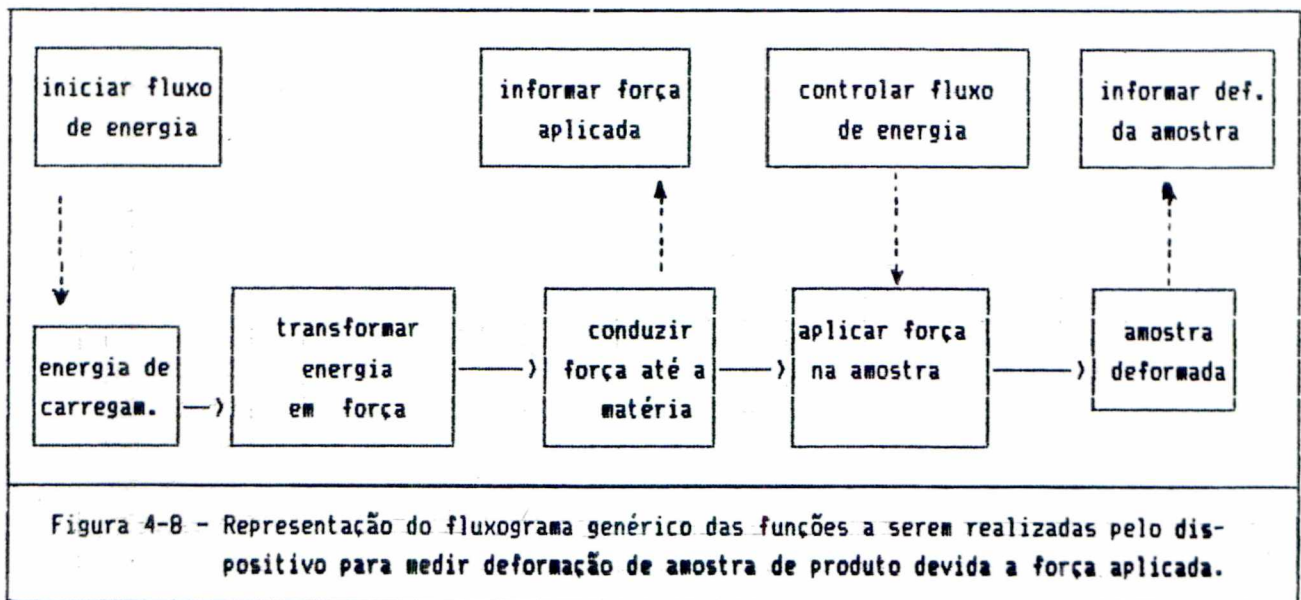 iniciar fluxo
de energia
informar força
aplicada
controlar fluxo
de energia
informar def.
da amostra
energia de
carregam.
transformar
energia
em força
conduzir
força até a
matéria
aplicar força
na amostra
amostra
deformada
Figura 4-8 - Representação do fluxograma genérico das funções a serem realizadas pelo dis-
positivo para medir deformação de amostra de produto devida a força aplicada.